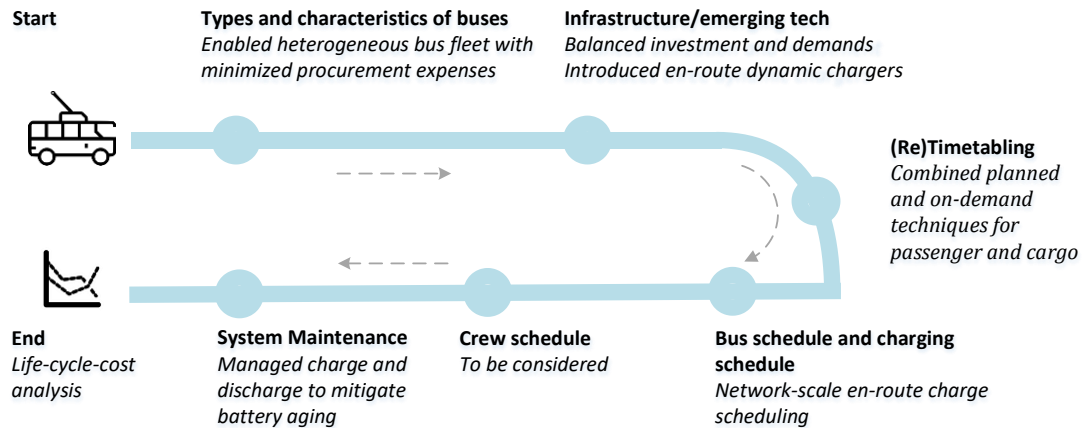 Start
Types and characteristics of buses
Enabled heterogeneous bus fleet with
minimized procurement expenses
Infrastructure/emerging tech
Balanced investment and demands
Introduced en-route dynamic chargers
(Re)Timetabling
Combined planned
and on-demand
techniques for
passenger and cargo
Bus schedule and charging
schedule
Network-scale en-route charge
scheduling
Crew schedule
To be considered
System Maintenance
Managed charge and
discharge to mitigate
battery aging
End
Life-cycle-cost
analysis